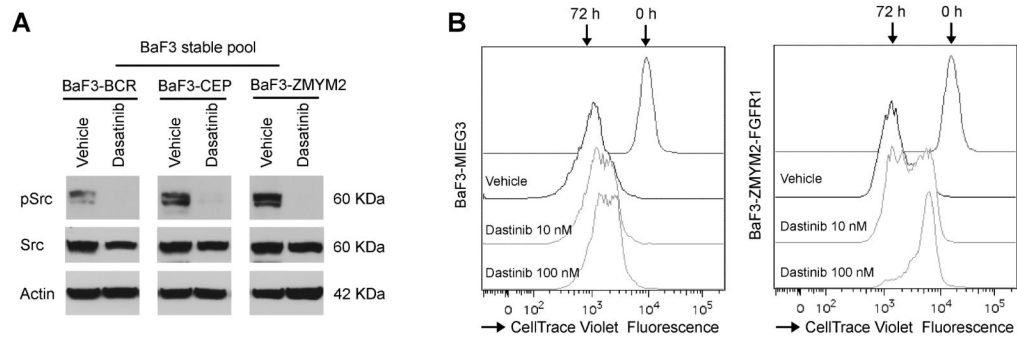 A
BaF3 stable pool
BaF3-BCR BaF3-CEP BaF3-ZMYM2
Vehicle Dasatinib Vehicle Dasatinib Vehicle Dasatinib
pSrc 60 KDa
Src 60 KDa
Actin 42 KDa
B
72 h 0 h
BaF3-MIEG3
Vehicle
Dastinib 10 nM
Dastinib 100 nM
0 10² 10³ 10⁴ 10⁵
CellTrace Violet Fluorescence
72 h 0 h
BaF3-ZMYM2-FGFR1
Vehicle
Dastinib 10 nM
Dastinib 100 nM
0 10² 10³ 10⁴ 10⁵
CellTrace Violet Fluorescence